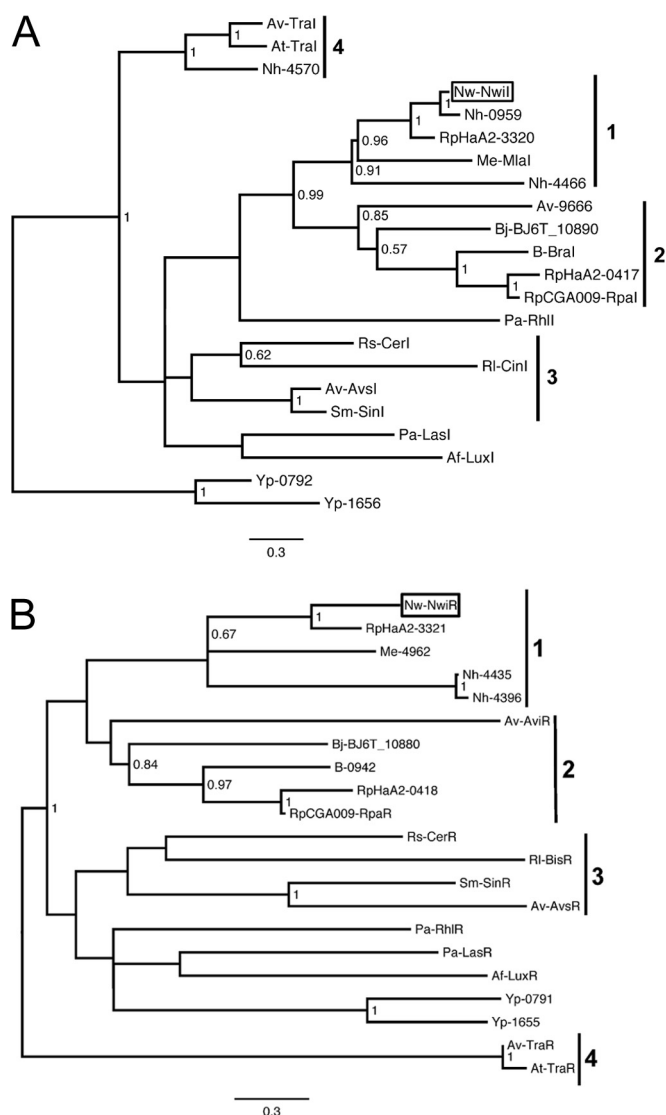 A
Av-TraI
1
At-TraI
1
4
Nh-4570
Nw-NwiI
1
Nh-0959
1
RpHaA2-3320
0.96
Me-MlaI
0.91
Nh-4466
1
0.99
Av-9666
0.85
Bj-BJ6T_10890
0.57
B-BraI
1
RpHaA2-0417
1
RpCGA009-RpaI
2
1
Pa-RhlI
Rs-CerI
0.62
Rl-CinI
Av-AvsI
1
Sm-SinI
3
Pa-LasI
Af-LuxI
Yp-0792
1
Yp-1656
0.3
B
Nw-NwiR
1
RpHaA2-3321
0.67
Me-4962
Nh-4435
1
Nh-4396
1
Av-AviR
Bj-BJ6T_10880
0.84
B-0942
0.97
RpHaA2-0418
1
RpCGA009-RpaR
2
1
Rs-CerR
Rl-BisR
Sm-SinR
1
Av-AvsR
3
Pa-RhlR
Pa-LasR
Af-LuxR
Yp-0791
1
Yp-1655
Av-TraR
1
At-TraR
4
0.3